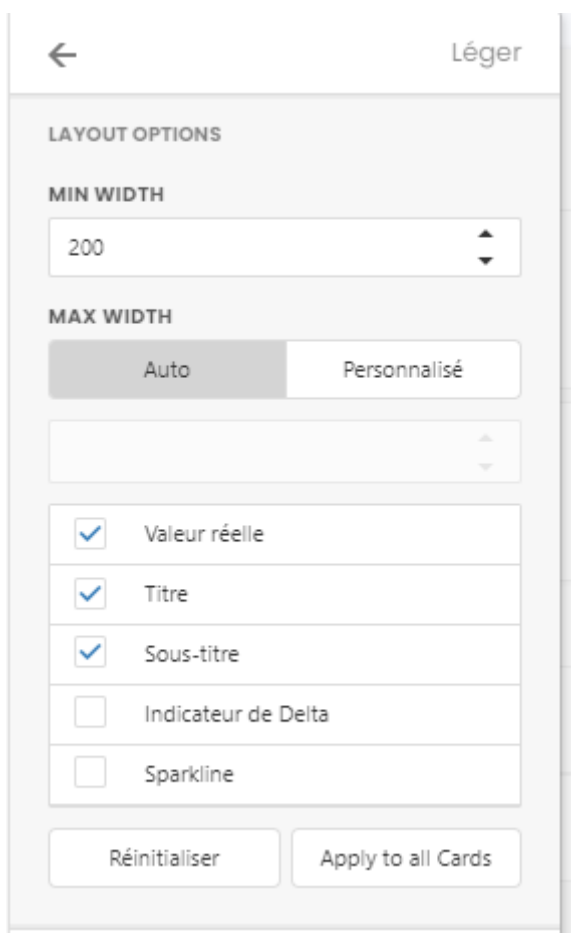 Léger
LAYOUT OPTIONS
MIN WIDTH
200
MAX WIDTH
Auto Personnalisé
Valeur réelle
Titre
Sous-titre
Indicateur de Delta
Sparkline
Réinitialiser Apply to all Cards